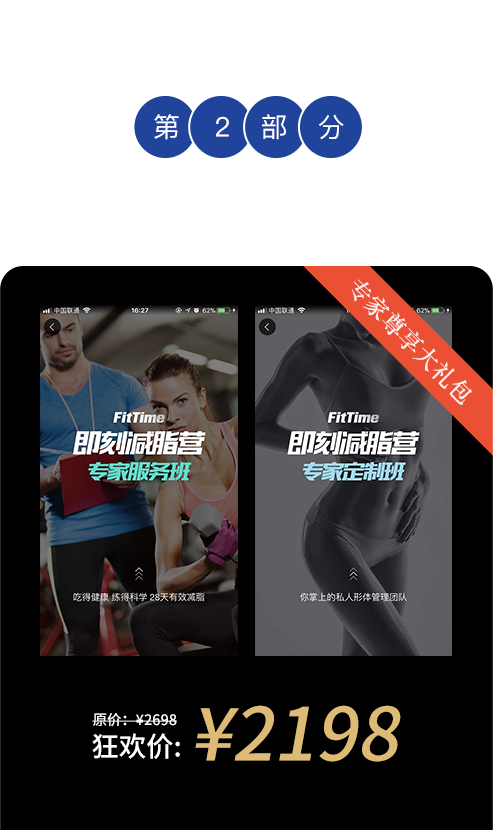 第2部分
专家尊享大礼包
中国联通 16:27 62%
FitTime
即刻减脂营
专家服务班
吃得健康 练得科学 28天有效减脂
中国联通 62%
FitTime
即刻减脂营
专家定制班
你掌上的私人形体管理团队
原价：¥2698
狂欢价:¥2198